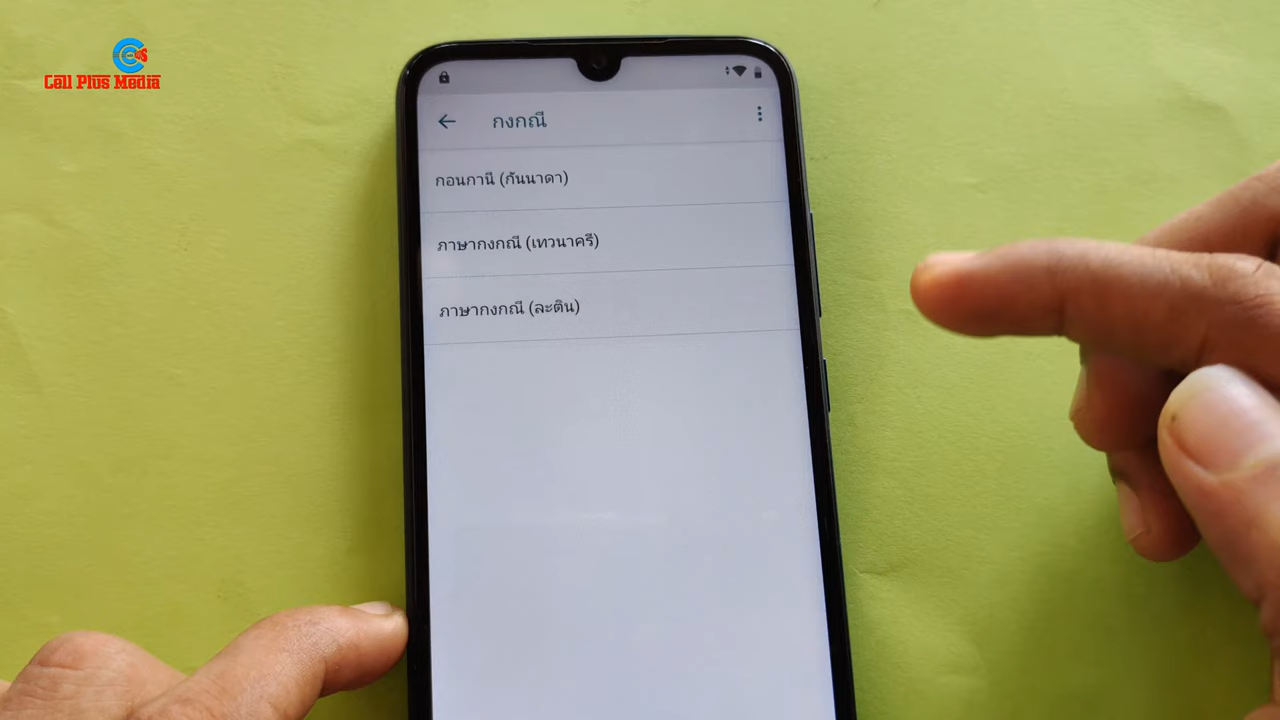 Cell Plus Media
กงกณี
กอนกานี (กันนาดา)
ภาษากงกณี (เทวนาครี)
ภาษากงกณี (ละติน)